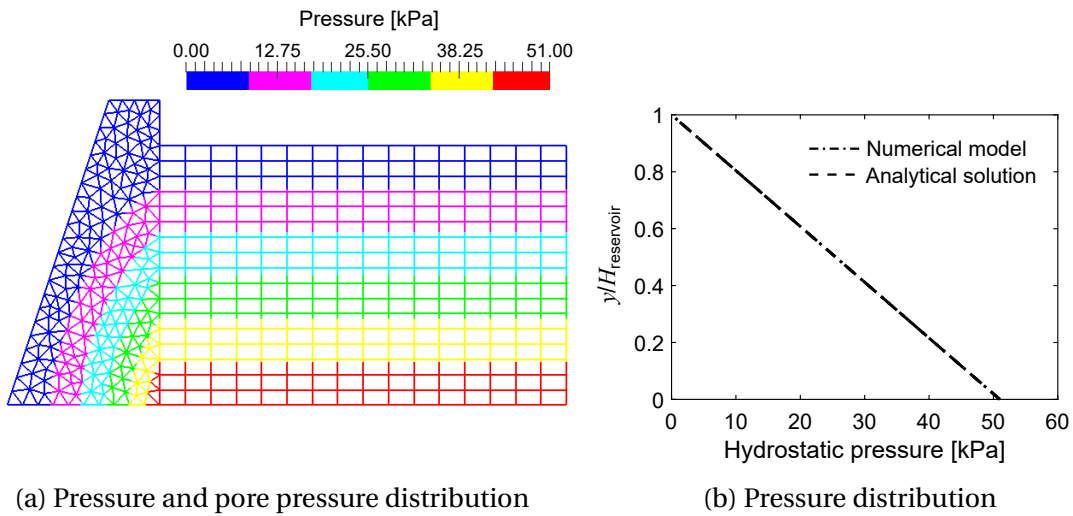 Pressure [kPa]
0.00 12.75 25.50 38.25 51.00
1
0.8
0.6
0.4
0.2
0
y/H_reservoir
Numerical model
Analytical solution
0 10 20 30 40 50 60
Hydrostatic pressure [kPa]
(a) Pressure and pore pressure distribution
(b) Pressure distribution